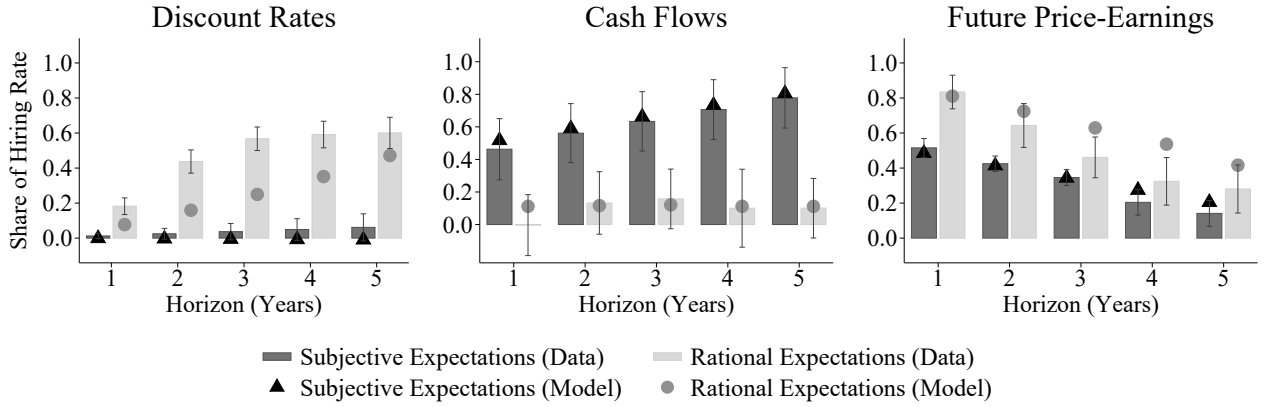 Discount Rates
Cash Flows
Future Price-Earnings
Share of Hiring Rate
1.0
0.8
0.6
0.4
0.2
0.0
1 2 3 4 5
Horizon (Years)
1.0
0.8
0.6
0.4
0.2
0.0
1 2 3 4 5
Horizon (Years)
1.0
0.8
0.6
0.4
0.2
0.0
1 2 3 4 5
Horizon (Years)
Subjective Expectations (Data)
Rational Expectations (Data)
Subjective Expectations (Model)
Rational Expectations (Model)